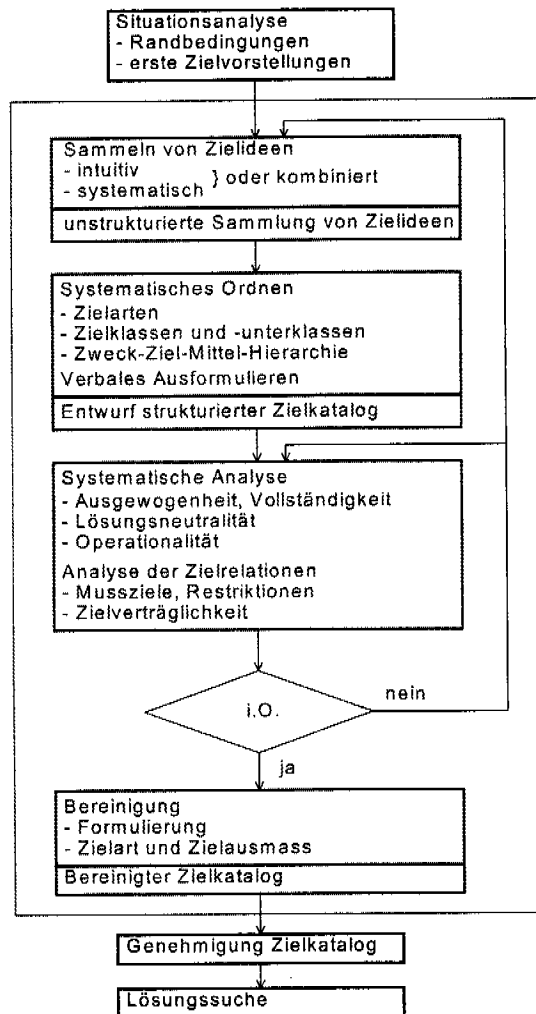 Situationsanalyse
- Randbedingungen
- erste Zielvorstellungen
Sammeln von Zielideen
- intuitiv
- systematisch } oder kombiniert
unstrukturierte Sammlung von Zielideen
Systematisches Ordnen
- Zielarten
- Zielklassen und -unterklassen
- Zweck-Ziel-Mittel-Hierarchie
Verbales Ausformulieren
Entwurf strukturierter Zielkatalog
Systematische Analyse
- Ausgewogenheit, Vollständigkeit
- Lösungsneutralität
- Operationalität
Analyse der Zielrelationen
- Mussziele, Restriktionen
- Zielverträglichkeit
nein
i.O.
ja
Bereinigung
- Formulierung
- Zielart und Zielausmass
Bereinigter Zielkatalog
Genehmigung Zielkatalog
Lösungssuche